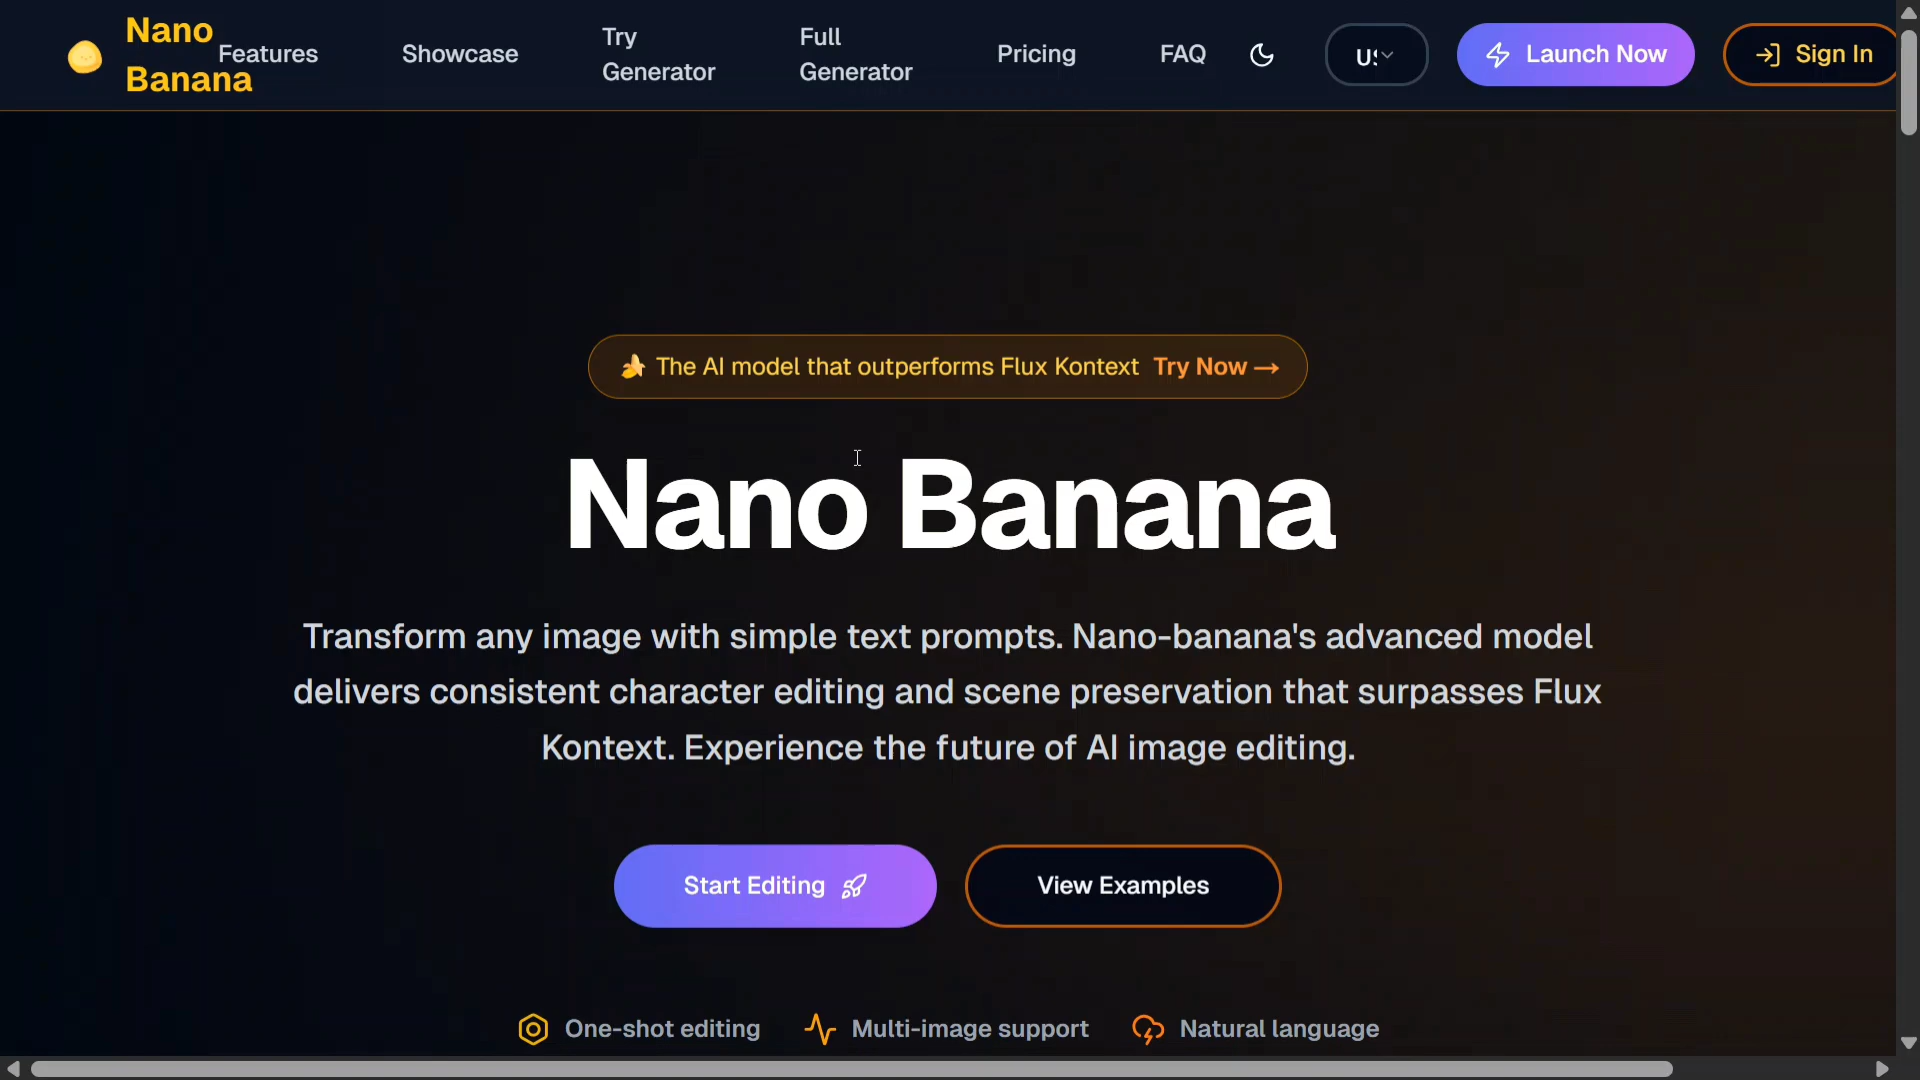 Nano
Banana
Features
Showcase
Try
Generator
Full
Generator
Pricing
FAQ
Launch Now
Sign In
The AI model that outperforms Flux Kontext Try Now →
Nano Banana
Transform any image with simple text prompts. Nano-banana's advanced model
delivers consistent character editing and scene preservation that surpasses Flux
Kontext. Experience the future of AI image editing.
Start Editing
View Examples
One-shot editing
Multi-image support
Natural language